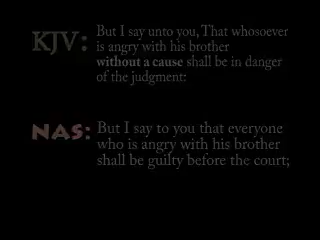 KJV: But I say unto you, That whosoever
is angry with his brother
without a cause shall be in danger
of the judgment:
NAS: But I say to you that everyone
who is angry with his brother
shall be guilty before the court;